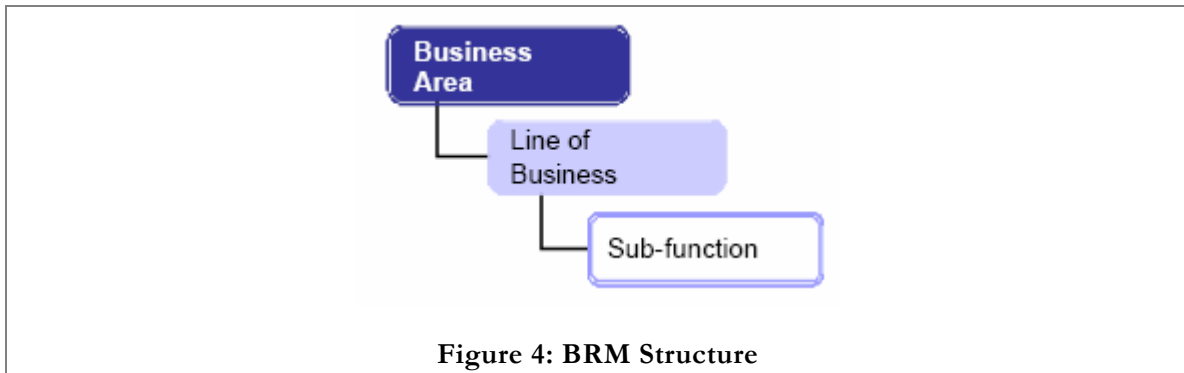 Business
Area
Line of
Business
Sub-function
Figure 4: BRM Structure